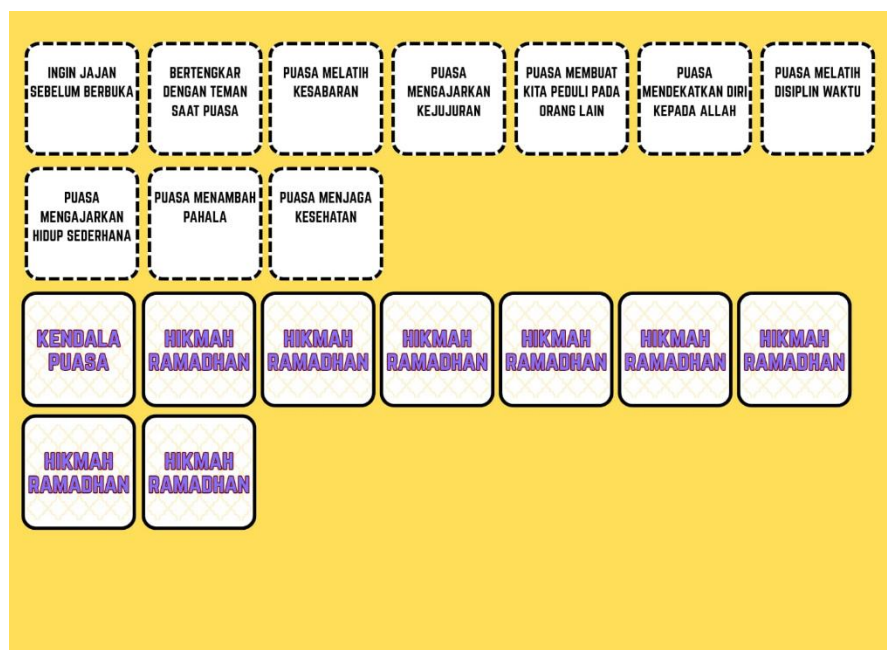 INGIN JAJAN
SEBELUM BERBUKA
BERTENGKAR
DENGAN TEMAN
SAAT PUASA
PUASA MELATIH
KESABARAN
PUASA
MENGAJARKAN
KEJUJURAN
PUASA MEMBUAT
KITA PEDULI PADA
ORANG LAIN
PUASA
MENDEKATKAN DIRI
KEPADA ALLAH
PUASA MELATIH
DISIPLIN WAKTU
PUASA
MENGAJARKAN
HIDUP SEDERHANA
PUASA MENAMBAH
PAHALA
PUASA MENJAGA
KESEHATAN
KENDALA
PUASA
HIKMAH
RAMADHAN
HIKMAH
RAMADHAN
HIKMAH
RAMADHAN
HIKMAH
RAMADHAN
HIKMAH
RAMADHAN
HIKMAH
RAMADHAN
HIKMAH
RAMADHAN
HIKMAH
RAMADHAN